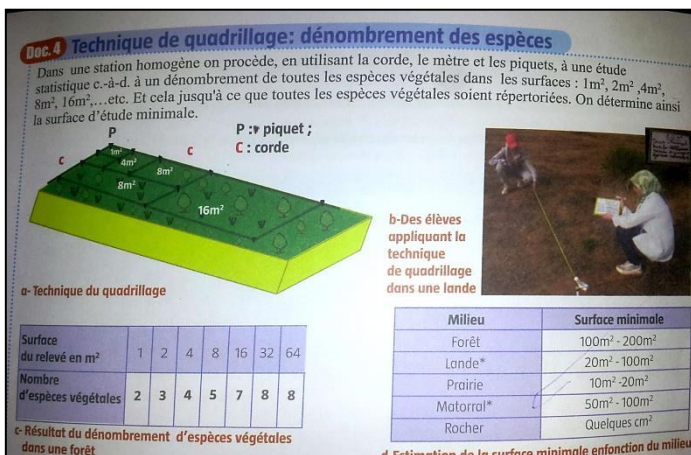 Doc.4 Technique de quadrillage: dénombrement des espèces
Dans une station homogène on procède, en utilisant la corde, le mètre et les piquets, à une étude
statistique c.-à-d. à un dénombrement de toutes les espèces végétales dans les surfaces : 1m², 2m² ,4m²,
8m², 16m²,...etc. Et cela jusqu'à ce que toutes les espèces végétales soient répertoriées. On détermine ainsi
la surface d'étude minimale.
P
P : piquet ;
C : corde
C
C
1m²
4m²
8m²
8m²
16m²
a- Technique du quadrillage
b-Des élèves
appliquant la
technique
de quadrillage
dans une lande
Surface
du relevé en m² 1 2 4 8 16 32 64
Nombre
d'espèces végétales 2 3 4 5 7 8 8
c- Résultat du dénombrement d'espèces végétales
dans une forêt
Milieu Surface minimale
Forêt 100m² - 200m²
Lande* 20m² - 100m²
Prairie 10m² -20m²
Matorral* 50m² - 100m²
Rocher Quelques cm²
d-Estimation de la surface minimale enfonction du milieu